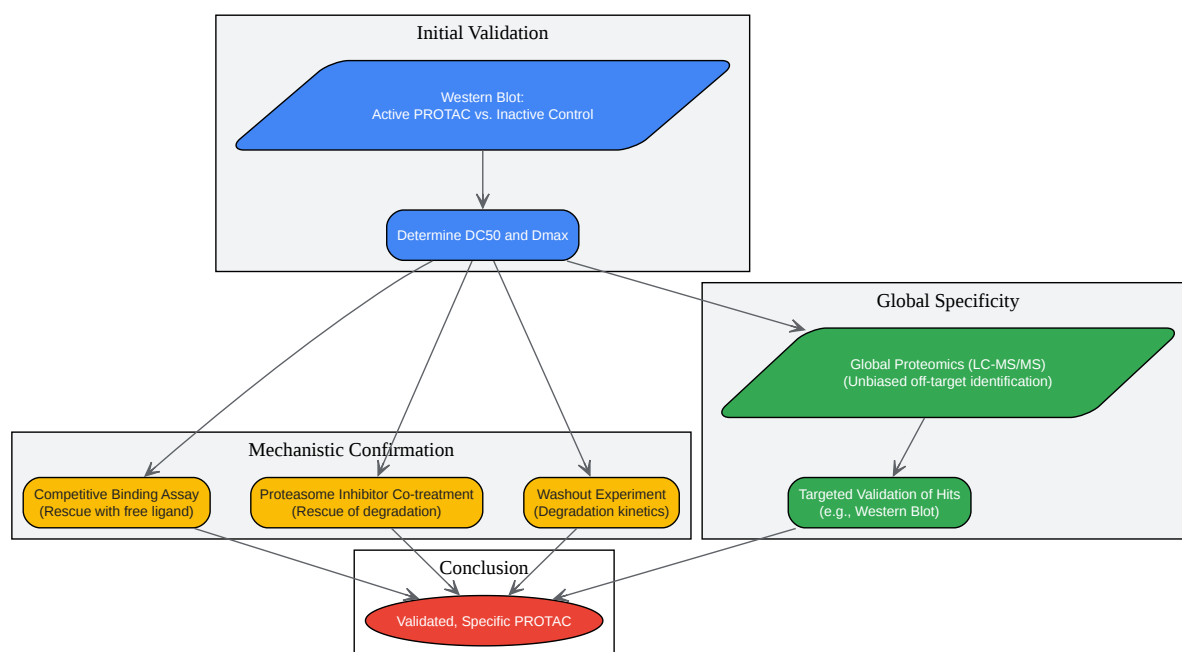 Initial Validation
Western Blot:
Active PROTAC vs. Inactive Control
Determine DC50 and Dmax
Global Specificity
Global Proteomics (LC-MS/MS)
(Unbiased off-target identification)
Mechanistic Confirmation
Competitive Binding Assay
(Rescue with free ligand)
Proteasome Inhibitor Co-treatment
(Rescue of degradation)
Washout Experiment
(Degradation kinetics)
Targeted Validation of Hits
(e.g., Western Blot)
Conclusion
Validated, Specific PROTAC